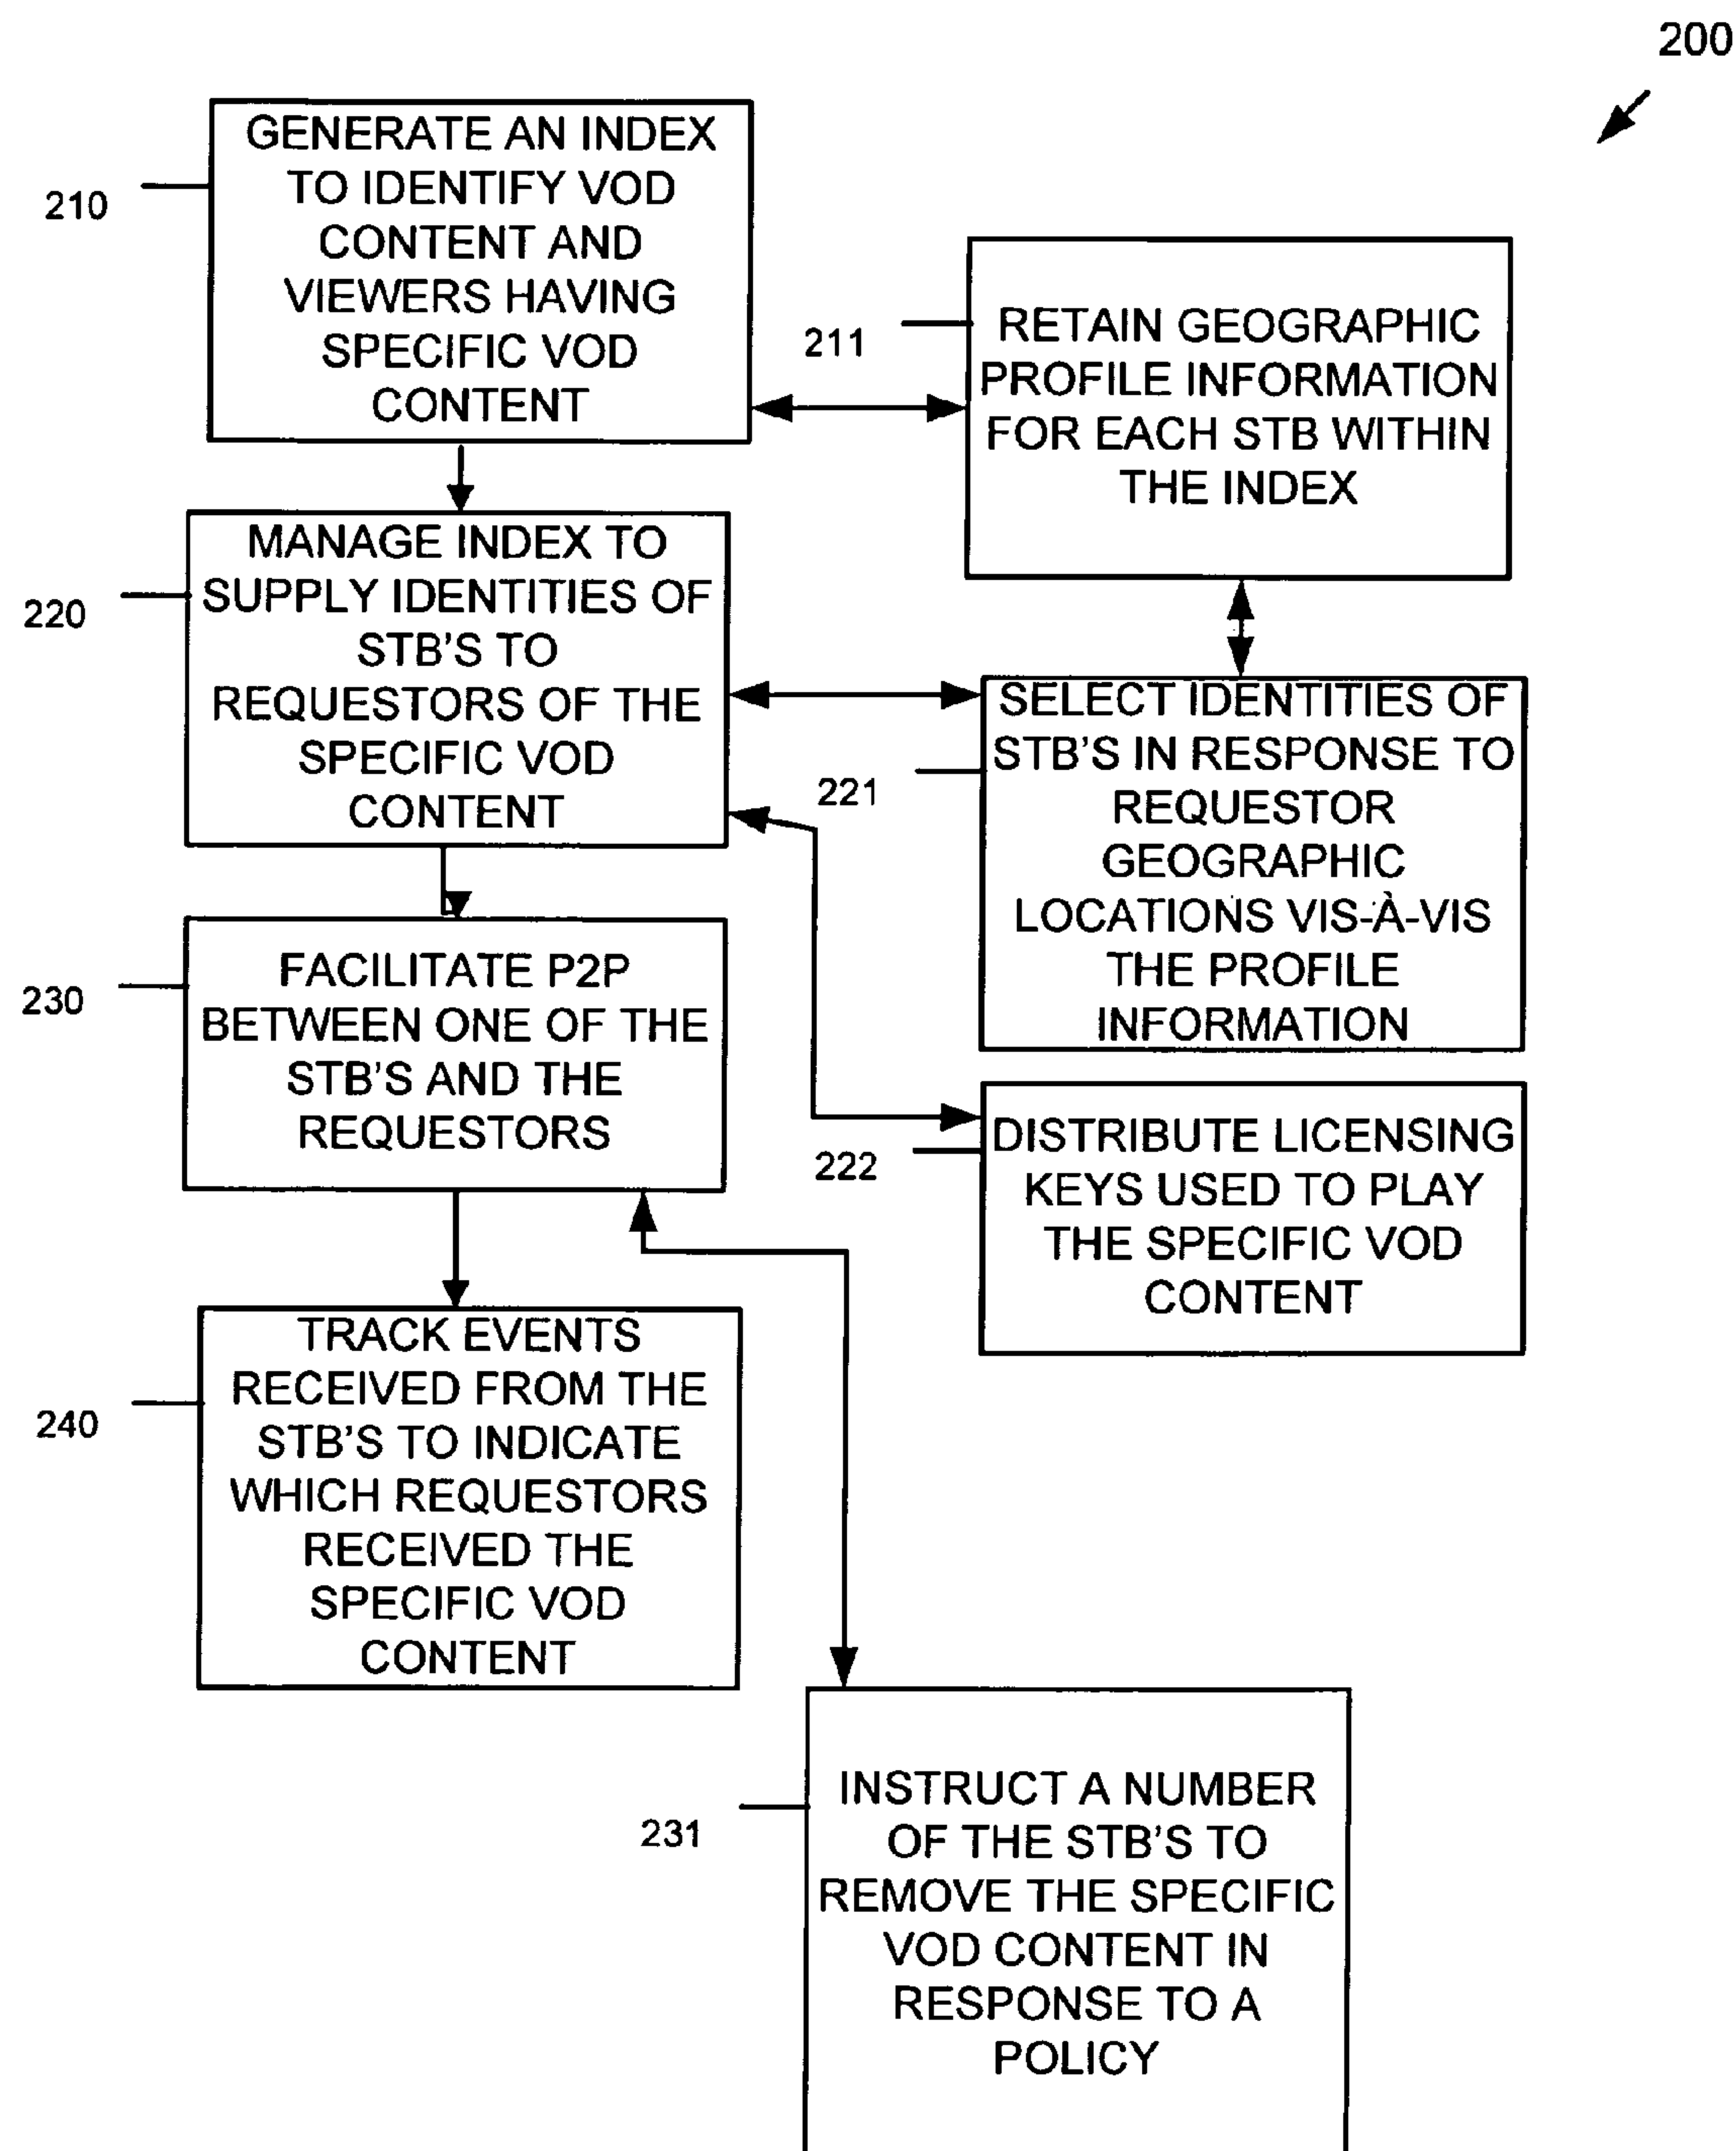 200
GENERATE AN INDEX
TO IDENTIFY VOD
CONTENT AND
VIEWERS HAVING
SPECIFIC VOD
CONTENT
210
RETAIN GEOGRAPHIC
PROFILE INFORMATION
FOR EACH STB WITHIN
THE INDEX
211
MANAGE INDEX TO
SUPPLY IDENTITIES OF
STB'S TO
REQUESTORS OF THE
SPECIFIC VOD
CONTENT
220
SELECT IDENTITIES OF
STB'S IN RESPONSE TO
REQUESTOR
GEOGRAPHIC
LOCATIONS VIS-À-VIS
THE PROFILE
INFORMATION
221
FACILITATE P2P
BETWEEN ONE OF THE
STB'S AND THE
REQUESTORS
230
DISTRIBUTE LICENSING
KEYS USED TO PLAY
THE SPECIFIC VOD
CONTENT
222
TRACK EVENTS
RECEIVED FROM THE
STB'S TO INDICATE
WHICH REQUESTORS
RECEIVED THE
SPECIFIC VOD
CONTENT
240
INSTRUCT A NUMBER
OF THE STB'S TO
REMOVE THE SPECIFIC
VOD CONTENT IN
RESPONSE TO A
POLICY
231